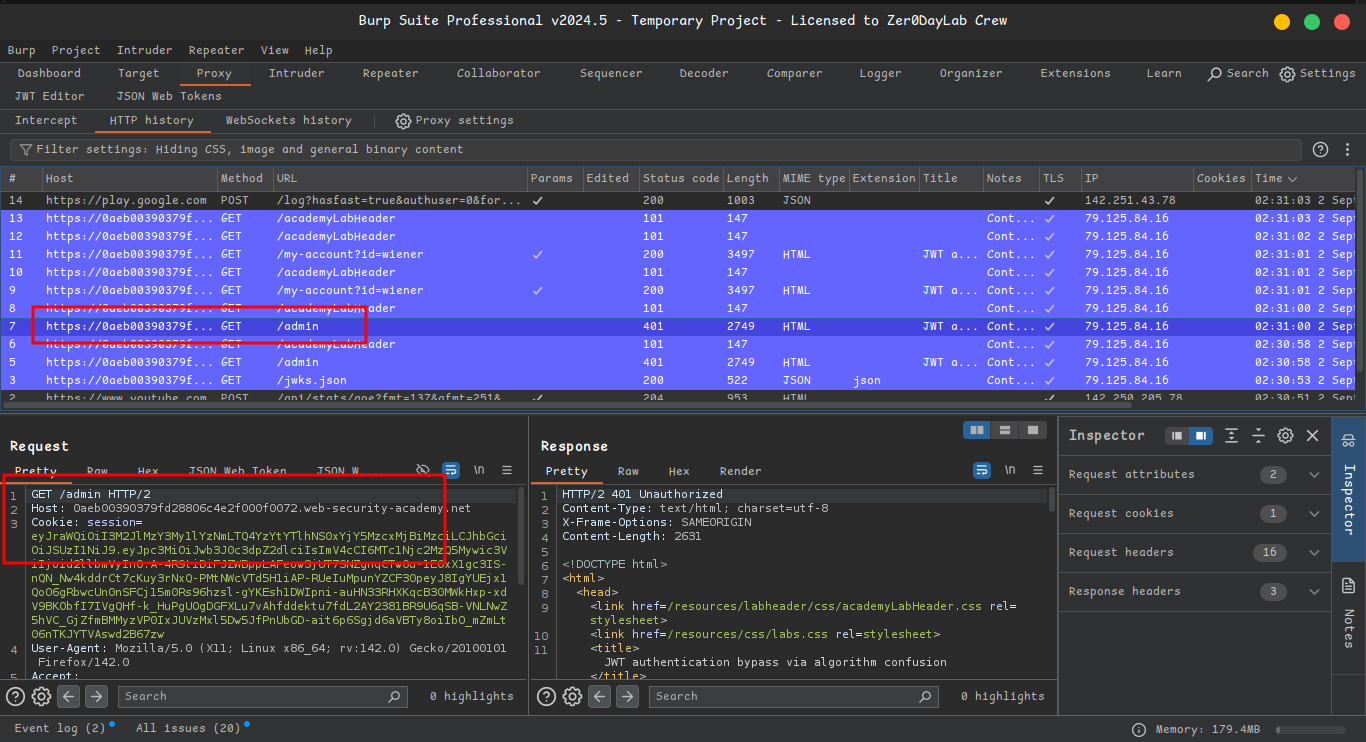 Burp Suite Professional v2024.5 - Temporary Project - Licensed to Zer0DayLab Crew
Burp Project Intruder Repeater View Help
Dashboard Target Proxy Intruder Repeater Collaborator Sequencer Decoder Comparer Logger Organizer Extensions Learn Search Settings
JWT Editor JSON Web Tokens
Intercept HTTP history WebSockets history Proxy settings
Filter settings: Hiding CSS, image and general binary content
# Host Method URL Params Edited Status code Length MIME type Extension Title Notes TLS IP Cookies Time
14 https://play.google.com POST /log?hasfast=true&authuser=0&for... ✓ 200 1003 JSON ✓ 142.251.43.78 02:31:03 2 Sept
13 https://0aeb00390379f... GET /academyLabHeader 101 147 Cont... ✓ 79.125.84.16 02:31:03 2 Sept
12 https://0aeb00390379f... GET /academyLabHeader 101 147 Cont... ✓ 79.125.84.16 02:31:02 2 Sept
11 https://0aeb00390379f... GET /my-account?id=wiener ✓ 200 3497 HTML JWT a... Cont... ✓ 79.125.84.16 02:31:01 2 Sept
10 https://0aeb00390379f... GET /academyLabHeader 101 147 Cont... ✓ 79.125.84.16 02:31:01 2 Sept
9 https://0aeb00390379f... GET /my-account?id=wiener ✓ 200 3497 HTML JWT a... Cont... ✓ 79.125.84.16 02:31:01 2 Sept
8 https://0aeb00390379f... GET /academyLabHeader 101 147 Cont... ✓ 79.125.84.16 02:31:00 2 Sept
7 https://0aeb00390379f... GET /admin 401 2749 HTML JWT a... Cont... ✓ 79.125.84.16 02:31:00 2 Sept
6 https://0aeb00390379f... GET /academyLabHeader 101 147 Cont... ✓ 79.125.84.16 02:30:58 2 Sept
5 https://0aeb00390379f... GET /admin 401 2749 HTML JWT a... Cont... ✓ 79.125.84.16 02:30:58 2 Sept
3 https://0aeb00390379f... GET /jwks.json 200 522 JSON json Cont... ✓ 79.125.84.16 02:30:53 2 Sept
2 https://www.youtube.com POST /api/stats/qoe?fmt=137&afmt=251& ✓ 204 953 HTML ✓ 142.250.205.78 02:30:51 2 Sept
Request
Pretty Raw Hex JSON Web Token JSON W... \n
1 GET /admin HTTP/2
2 Host: 0aeb00390379fd28806c4e2f000f0072.web-security-academy.net
3 Cookie: session=
User-Agent: Mozilla/5.0 (X11; Linux x86_64; rv:142.0) Gecko/20100101
4
Firefox/142.0
5 Accept:
Search 0 highlights
Response
Pretty Raw Hex Render \n
1 HTTP/2 401 Unauthorized
2 Content-Type: text/html; charset=utf-8
3 X-Frame-Options: SAMEORIGIN
4 Content-Length: 2631
5
6 <!DOCTYPE html>
7 <html>
8 <head>
9 <link href=/resources/labheader/css/academyLabHeader.css rel=
stylesheet>
10 <link href=/resources/css/labs.css rel=stylesheet>
11 <title>
JWT authentication bypass via algorithm confusion
</title>
Search 0 highlights
Inspector
Request attributes 2
Request cookies 1
Request headers 16
Response headers 3
Inspector
Notes
Event log (2) All issues (20) Memory: 179.4MB